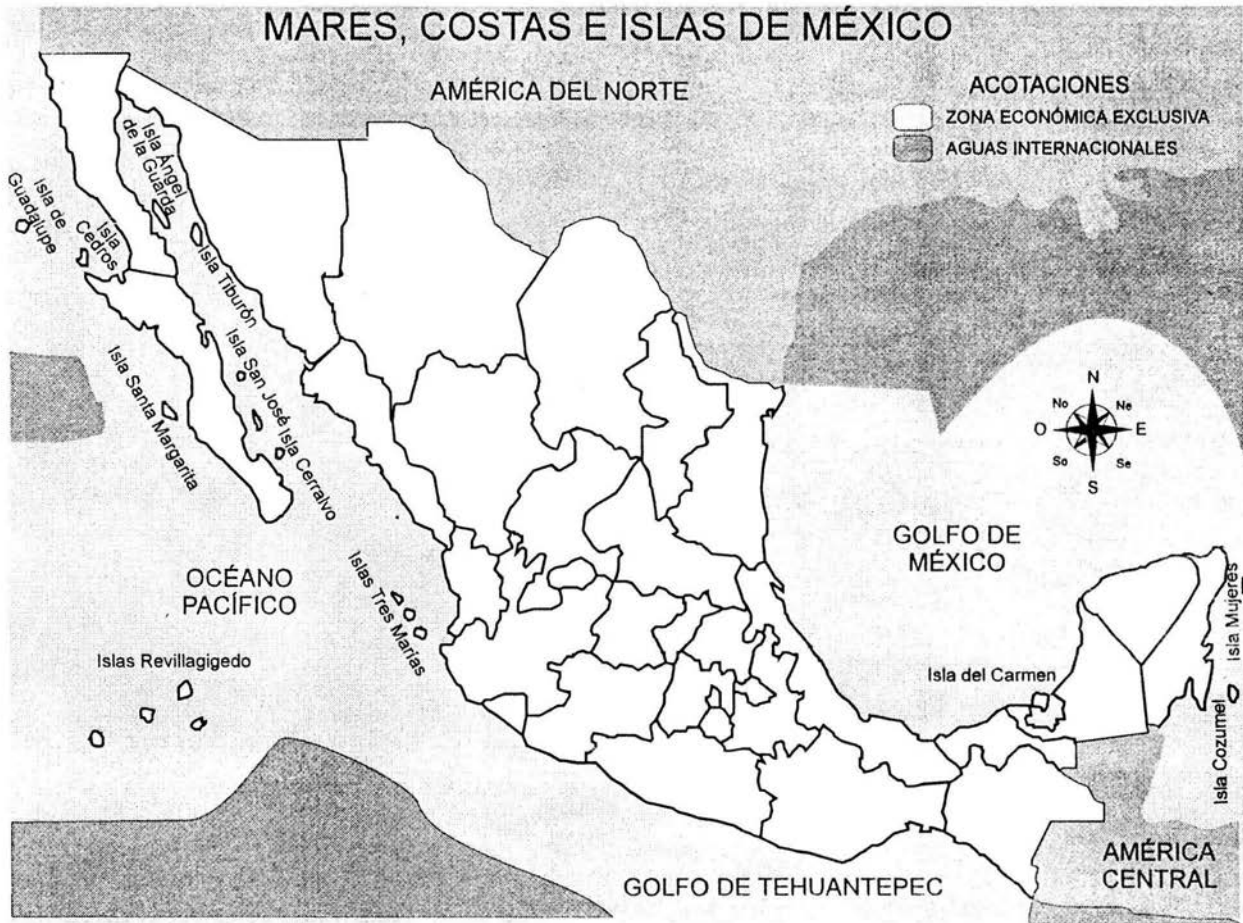 MARES, COSTAS E ISLAS DE MÉXICO
AMÉRICA DEL NORTE
ACOTACIONES
ZONA ECONÓMICA EXCLUSIVA
AGUAS INTERNACIONALES
Isla Ángel
de la Guarda
Isla de
Guadalupe
Isla
Cedros
Isla Tiburón
Isla San José
Isla Cerralvo
Isla Santa Margarita
N
No
Ne
O
E
So
Se
S
GOLFO DE
MÉXICO
OCÉANO
PACÍFICO
Islas Tres Marías
Islas Revillagigedo
Isla Mujeres
Isla del Carmen
Isla Cozumel
AMÉRICA
CENTRAL
GOLFO DE TEHUANTEPEC